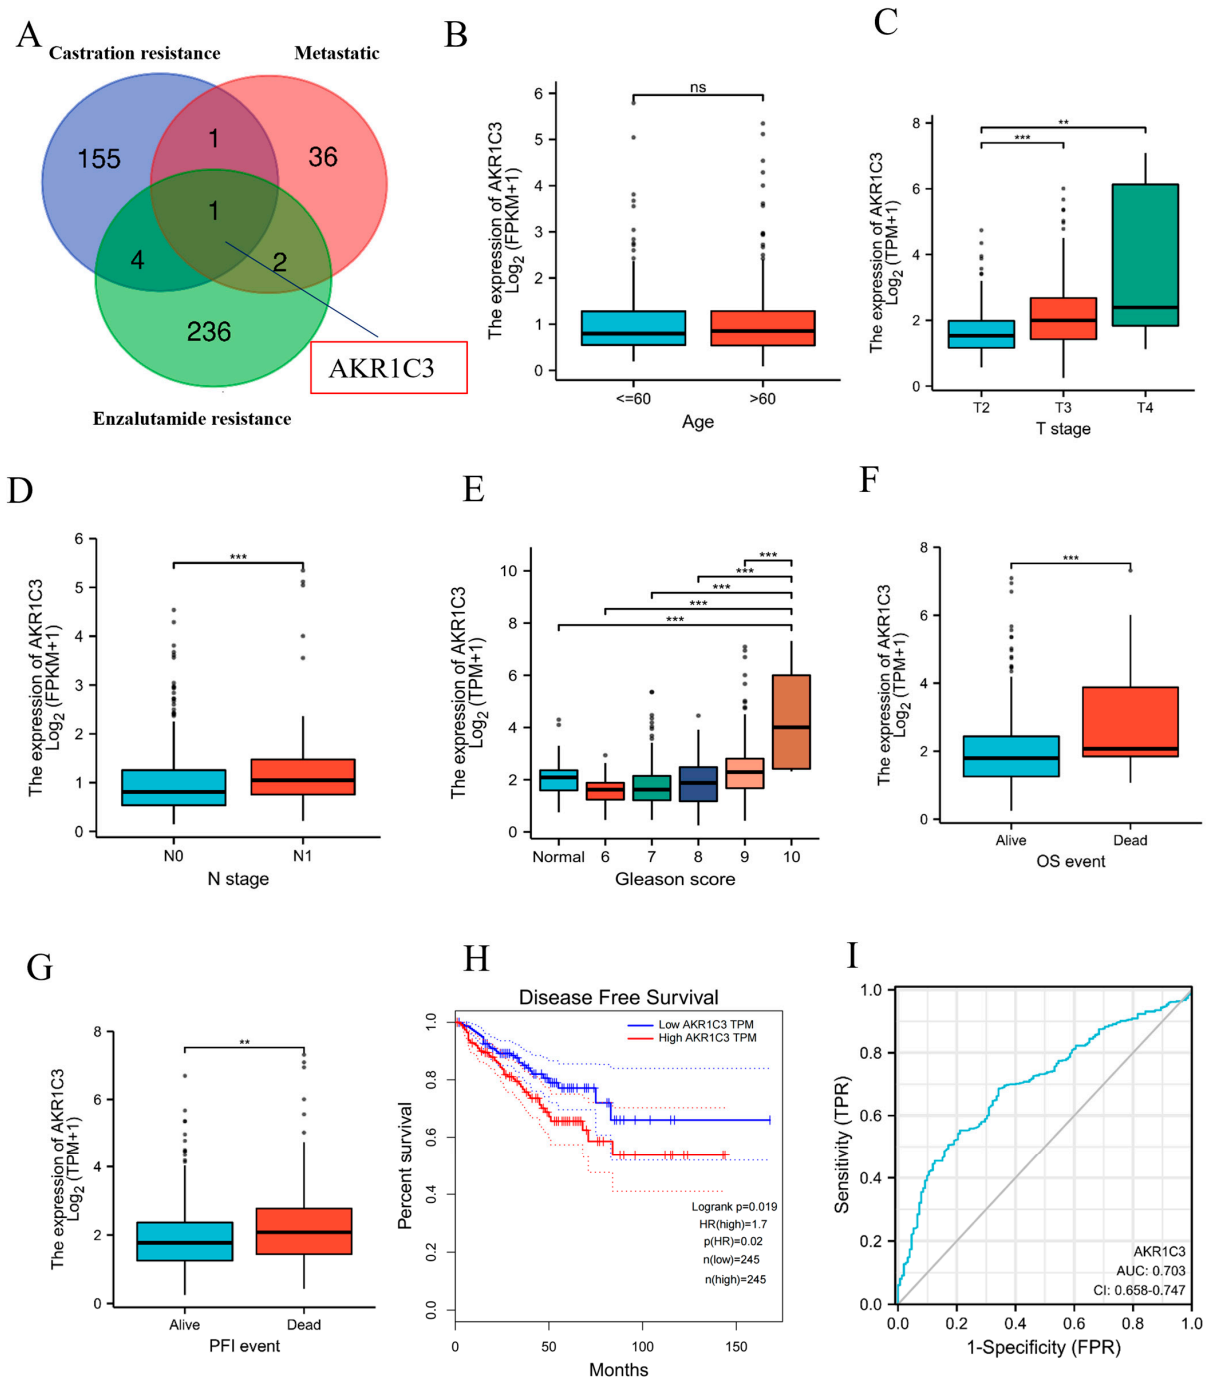 A
Castration resistance
Metastatic
155
1
36
1
4
2
236
AKR1C3
Enzalutamide resistance
B
The expression of AKR1C3
Log2 (FPKM+1)
6
5
4
3
2
1
0
ns
<=60
>60
Age
C
The expression of AKR1C3
Log2 (TPM+1)
8
6
4
2
0
**
***
T2
T3
T4
T stage
D
The expression of AKR1C3
Log2 (FPKM+1)
6
5
4
3
2
1
0
***
N0
N1
N stage
E
The expression of AKR1C3
Log2 (TPM+1)
10
8
6
4
2
0
***
***
***
***
***
Normal
6
7
8
9
10
Gleason score
F
The expression of AKR1C3
Log2 (TPM+1)
8
6
4
2
0
***
Alive
Dead
OS event
G
The expression of AKR1C3
Log2 (TPM+1)
8
6
4
2
0
**
Alive
Dead
PFI event
H
Disease Free Survival
Low AKR1C3 TPM
High AKR1C3 TPM
Percent survival
1.0
0.8
0.6
0.4
0.2
0.0
Logrank p=0.019
HR(high)=1.7
p(HR)=0.02
n(low)=245
n(high)=245
0
50
100
150
Months
I
Sensitivity (TPR)
1.0
0.8
0.6
0.4
0.2
0.0
AKR1C3
AUC: 0.703
CI: 0.658-0.747
0.0
0.2
0.4
0.6
0.8
1.0
1-Specificity (FPR)